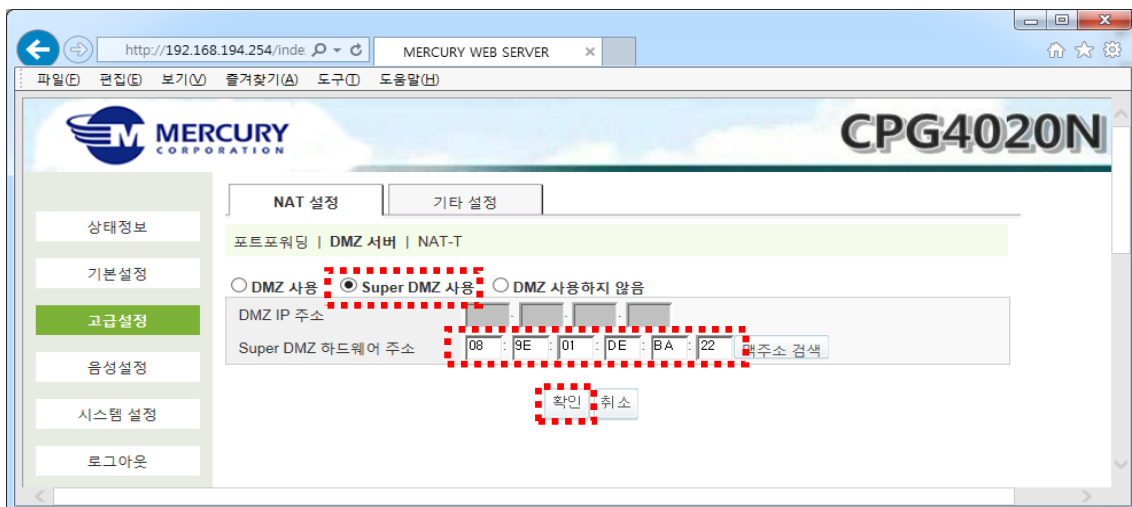 http://192.168.194.254/inde
MERCURY WEB SERVER
파일(F) 편집(E) 보기(V) 즐겨찾기(A) 도구(T) 도움말(H)
MERCURY
CORPORATION
CPG4020N
NAT 설정 기타 설정
상태정보
포트포워딩 | DMZ 서버 | NAT-T
기본설정
DMZ 사용 Super DMZ 사용 DMZ 사용하지 않음
고급설정
DMZ IP 주소
Super DMZ 하드웨어 주소 08 : 9E : 01 : DE : BA : 22 맥주소 검색
음성설정
확인 취소
시스템 설정
로그아웃